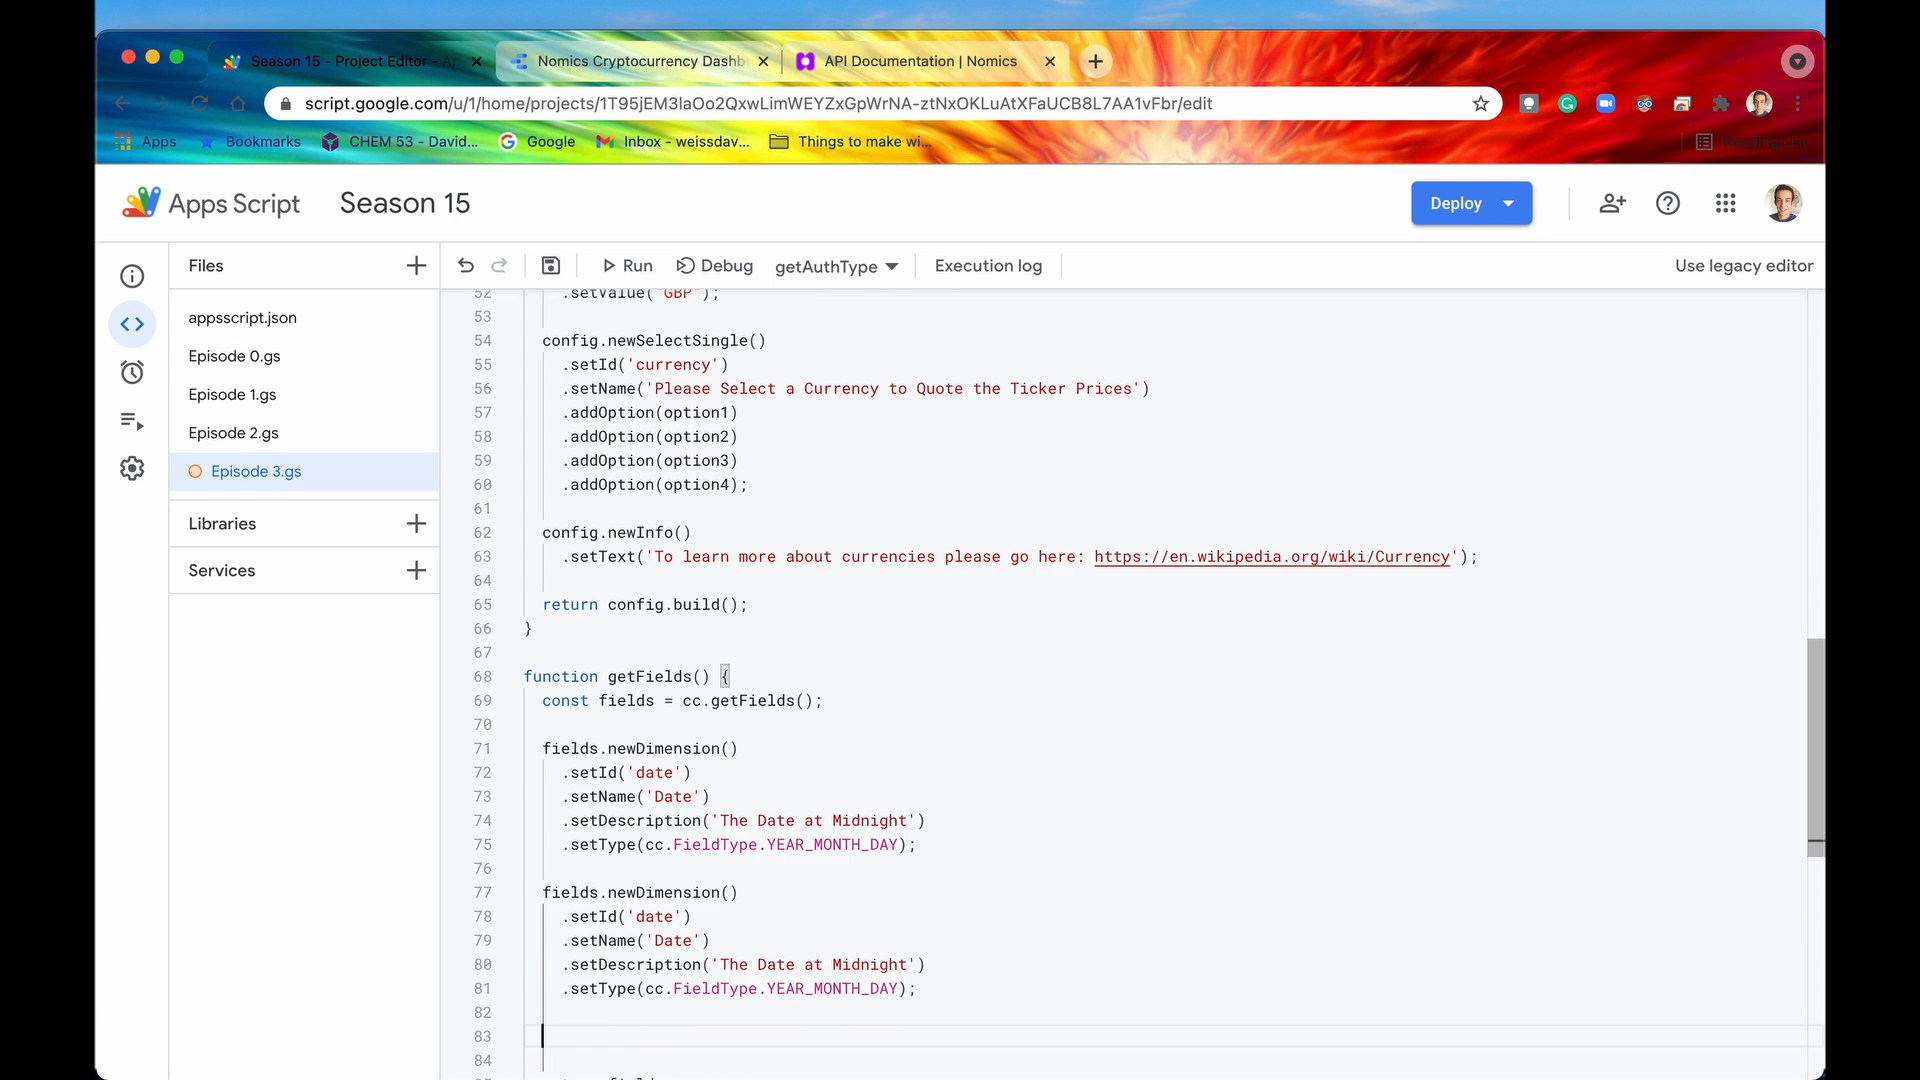 Season 15 - Project Editor - Ap
Nomics Cryptocurrency Dashb
API Documentation | Nomics
script.google.com/u/1/home/projects/1T95jEM3laOo2QxwLimWEYZxGpWrNA-ztNxOKLuAtXFaUCB8L7AA1vFbr/edit
Apps
Bookmarks
CHEM 53 - David...
Google
Inbox - weissdav...
Things to make wi...
Reading List
Apps Script
Season 15
Deploy
Files
Run
Debug
getAuthType
Execution log
Use legacy editor
appsscript.json
Episode 0.gs
Episode 1.gs
Episode 2.gs
Episode 3.gs
Libraries
Services
52 .setValue('GBP');
53
54 config.newSelectSingle()
55 .setId('currency')
56 .setName('Please Select a Currency to Quote the Ticker Prices')
57 .addOption(option1)
58 .addOption(option2)
59 .addOption(option3)
60 .addOption(option4);
61
62 config.newInfo()
63 .setText('To learn more about currencies please go here: https://en.wikipedia.org/wiki/Currency');
64
65 return config.build();
66 }
67
68 function getFields() {
69 const fields = cc.getFields();
70
71 fields.newDimension()
72 .setId('date')
73 .setName('Date')
74 .setDescription('The Date at Midnight')
75 .setType(cc.FieldType.YEAR_MONTH_DAY);
76
77 fields.newDimension()
78 .setId('date')
79 .setName('Date')
80 .setDescription('The Date at Midnight')
81 .setType(cc.FieldType.YEAR_MONTH_DAY);
82
83
84